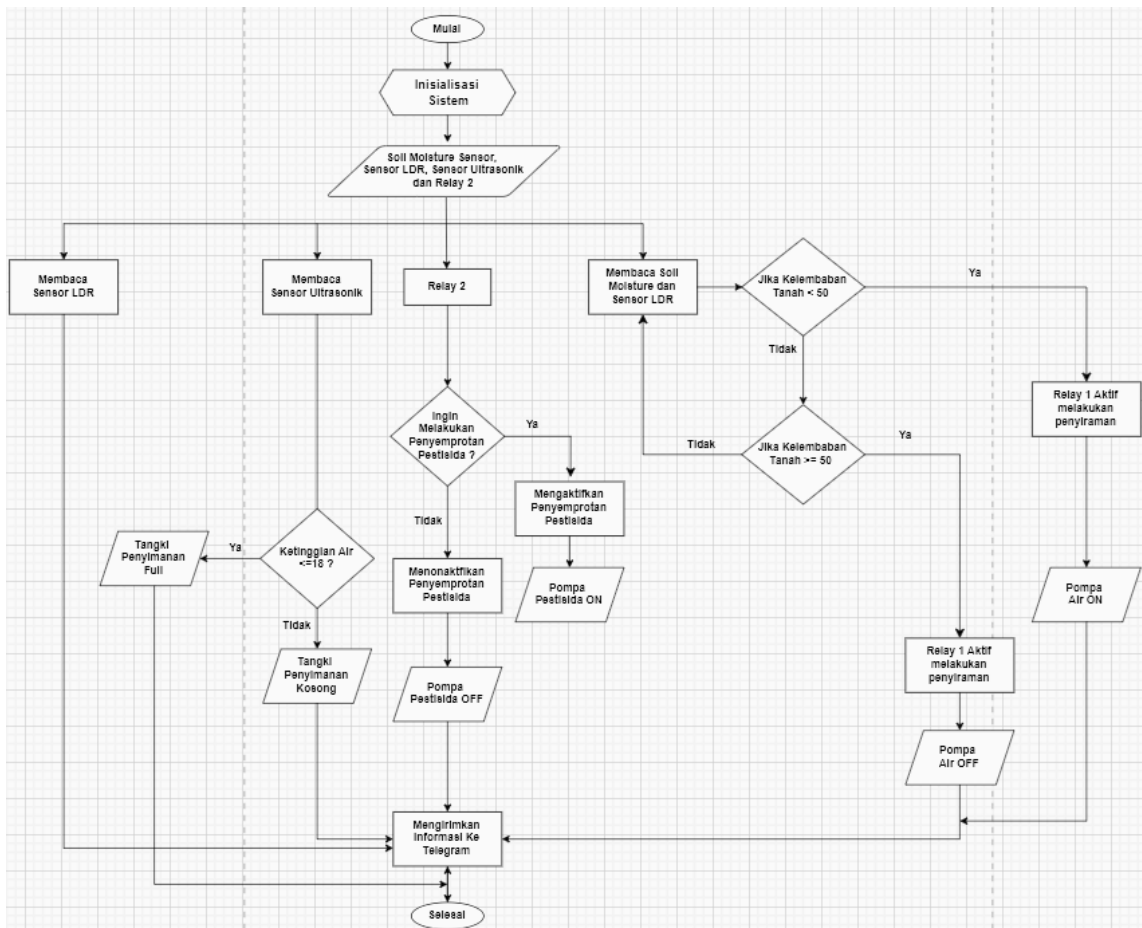 Mulai
Inisialisasi
Sistem
Soil Moisture Sensor,
Sensor LDR, Sensor Ultrasonik
dan Relay 2
Membaca
Sensor LDR
Membaca
Sensor Ultrasonik
Relay 2
Membaca Soil
Moisture dan
Sensor LDR
Jika Kelembaban
Tanah < 50
Ya
Tidak
Relay 1 Aktif
melakukan
penyiraman
Ingin
Melakukan
Penyemprotan
Pestisida ?
Ya
Tidak
Jika Kelembaban
Tanah >= 50
Ya
Mengaktifkan
Penyemprotan
Pestisida
Tidak
Tangki
Penyimanan
Full
Ya
Ketinggian Air
<=18 ?
Menonaktfikan
Penyemprotan
Pestisida
Pompa
Pestisida ON
Pompa
Air ON
Tidak
Tangki
Penyimanan
Kosong
Pompa
Pestisida OFF
Relay 1 Aktif
melakukan
penyiraman
Pompa
Air OFF
Mengirimkan
Informasi Ke
Telegram
Selesai